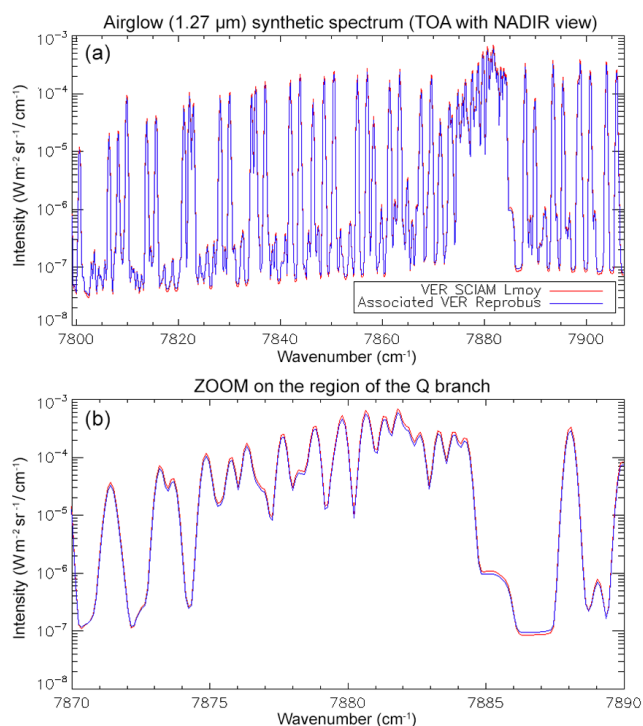 Airglow (1.27 µm) synthetic spectrum (TOA with NADIR view)
(a)
10⁻³
10⁻⁴
10⁻⁵
10⁻⁶
10⁻⁷
10⁻⁸
Intensity (W m⁻² sr⁻¹ / cm⁻¹)
VER SCIAM Lmoy
Associated VER Reprobus
7800 7820 7840 7860 7880 7900
Wavenumber (cm⁻¹)
ZOOM on the region of the Q branch
(b)
10⁻³
10⁻⁴
10⁻⁵
10⁻⁶
10⁻⁷
10⁻⁸
Intensity (W m⁻² sr⁻¹ / cm⁻¹)
7870 7875 7880 7885 7890
Wavenumber (cm⁻¹)